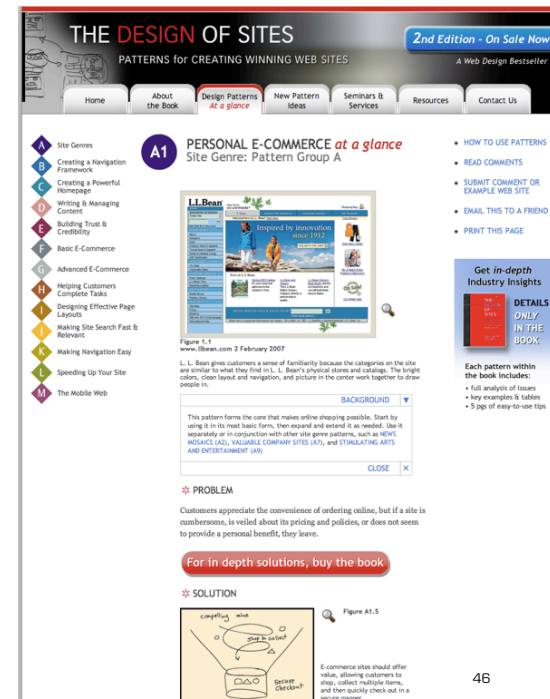 THE DESIGN OF SITES
PATTERNS for CREATING WINNING WEB SITES
2nd Edition - On Sale Now
A Web Design Bestseller
Home
About
the Book
Design Patterns
At a glance
New Pattern
Ideas
Seminars &
Services
Resources
Contact Us
A
Site Genres
B
Creating a Navigation
Framework
C
Creating a Powerful
Homepage
D
Writing & Managing
Content
E
Building Trust &
Credibility
F
Basic E-Commerce
G
Advanced E-Commerce
H
Helping Customers
Complete Tasks
I
Designing Effective Page
Layouts
J
Making Site Search Fast &
Relevant
K
Making Navigation Easy
L
Speeding Up Your Site
M
The Mobile Web
A1
PERSONAL E-COMMERCE at a glance
Site Genre: Pattern Group A
L.L.Bean
Inspired by innovation
since 1912
On Sale!
Figure 1.1
www.llbean.com 2 February 2007
L. L. Bean gives customers a sense of familiarity because the categories on the site
are similar to what they find in L. L. Bean's physical stores and catalogs. The bright
colors, clean layout and navigation, and picture in the center work together to draw
people in.
BACKGROUND
This pattern forms the core that makes online shopping possible. Start by
using it in its most basic form, then expand and extend it as needed. Use it
separately or in conjunction with other site genre patterns, such as NEWS
MOSAICS (A2), VALUABLE COMPANY SITES (A7), and STIMULATING ARTS
AND ENTERTAINMENT (A9)
CLOSE X
PROBLEM
Customers appreciate the convenience of ordering online, but if a site is
cumbersome, is veiled about its pricing and policies, or does not seem
to provide a personal benefit, they leave.
For in depth solutions, buy the book
SOLUTION
compelling value
shop to collect
Secure
Checkout
Figure A1.5
E-commerce sites should offer
value, allowing customers to
shop, collect multiple items,
and then quickly check out in a
secure manner.
HOW TO USE PATTERNS
READ COMMENTS
SUBMIT COMMENT OR
EXAMPLE WEB SITE
EMAIL THIS TO A FRIEND
PRINT THIS PAGE
Get in-depth
Industry Insights
DETAILS
ONLY
IN THE
BOOK
Each pattern within
the book includes:
• full analysis of issues
• key examples & tables
• 5 pgs of easy-to-use tips
46